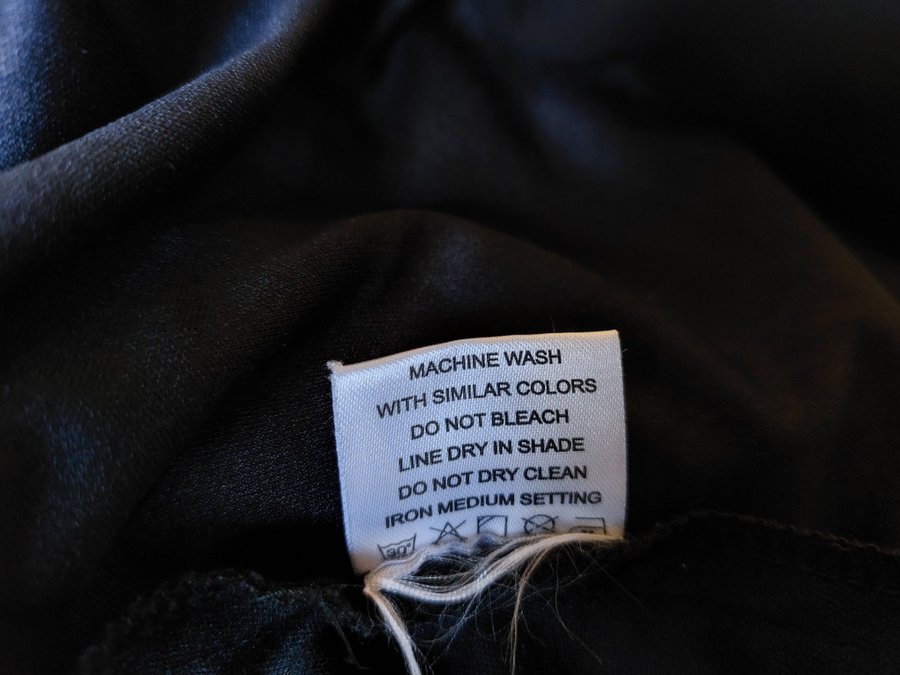 MACHINE WASH
WITH SIMILAR COLORS
DO NOT BLEACH
LINE DRY IN SHADE
DO NOT DRY CLEAN
IRON MEDIUM SETTING
30°